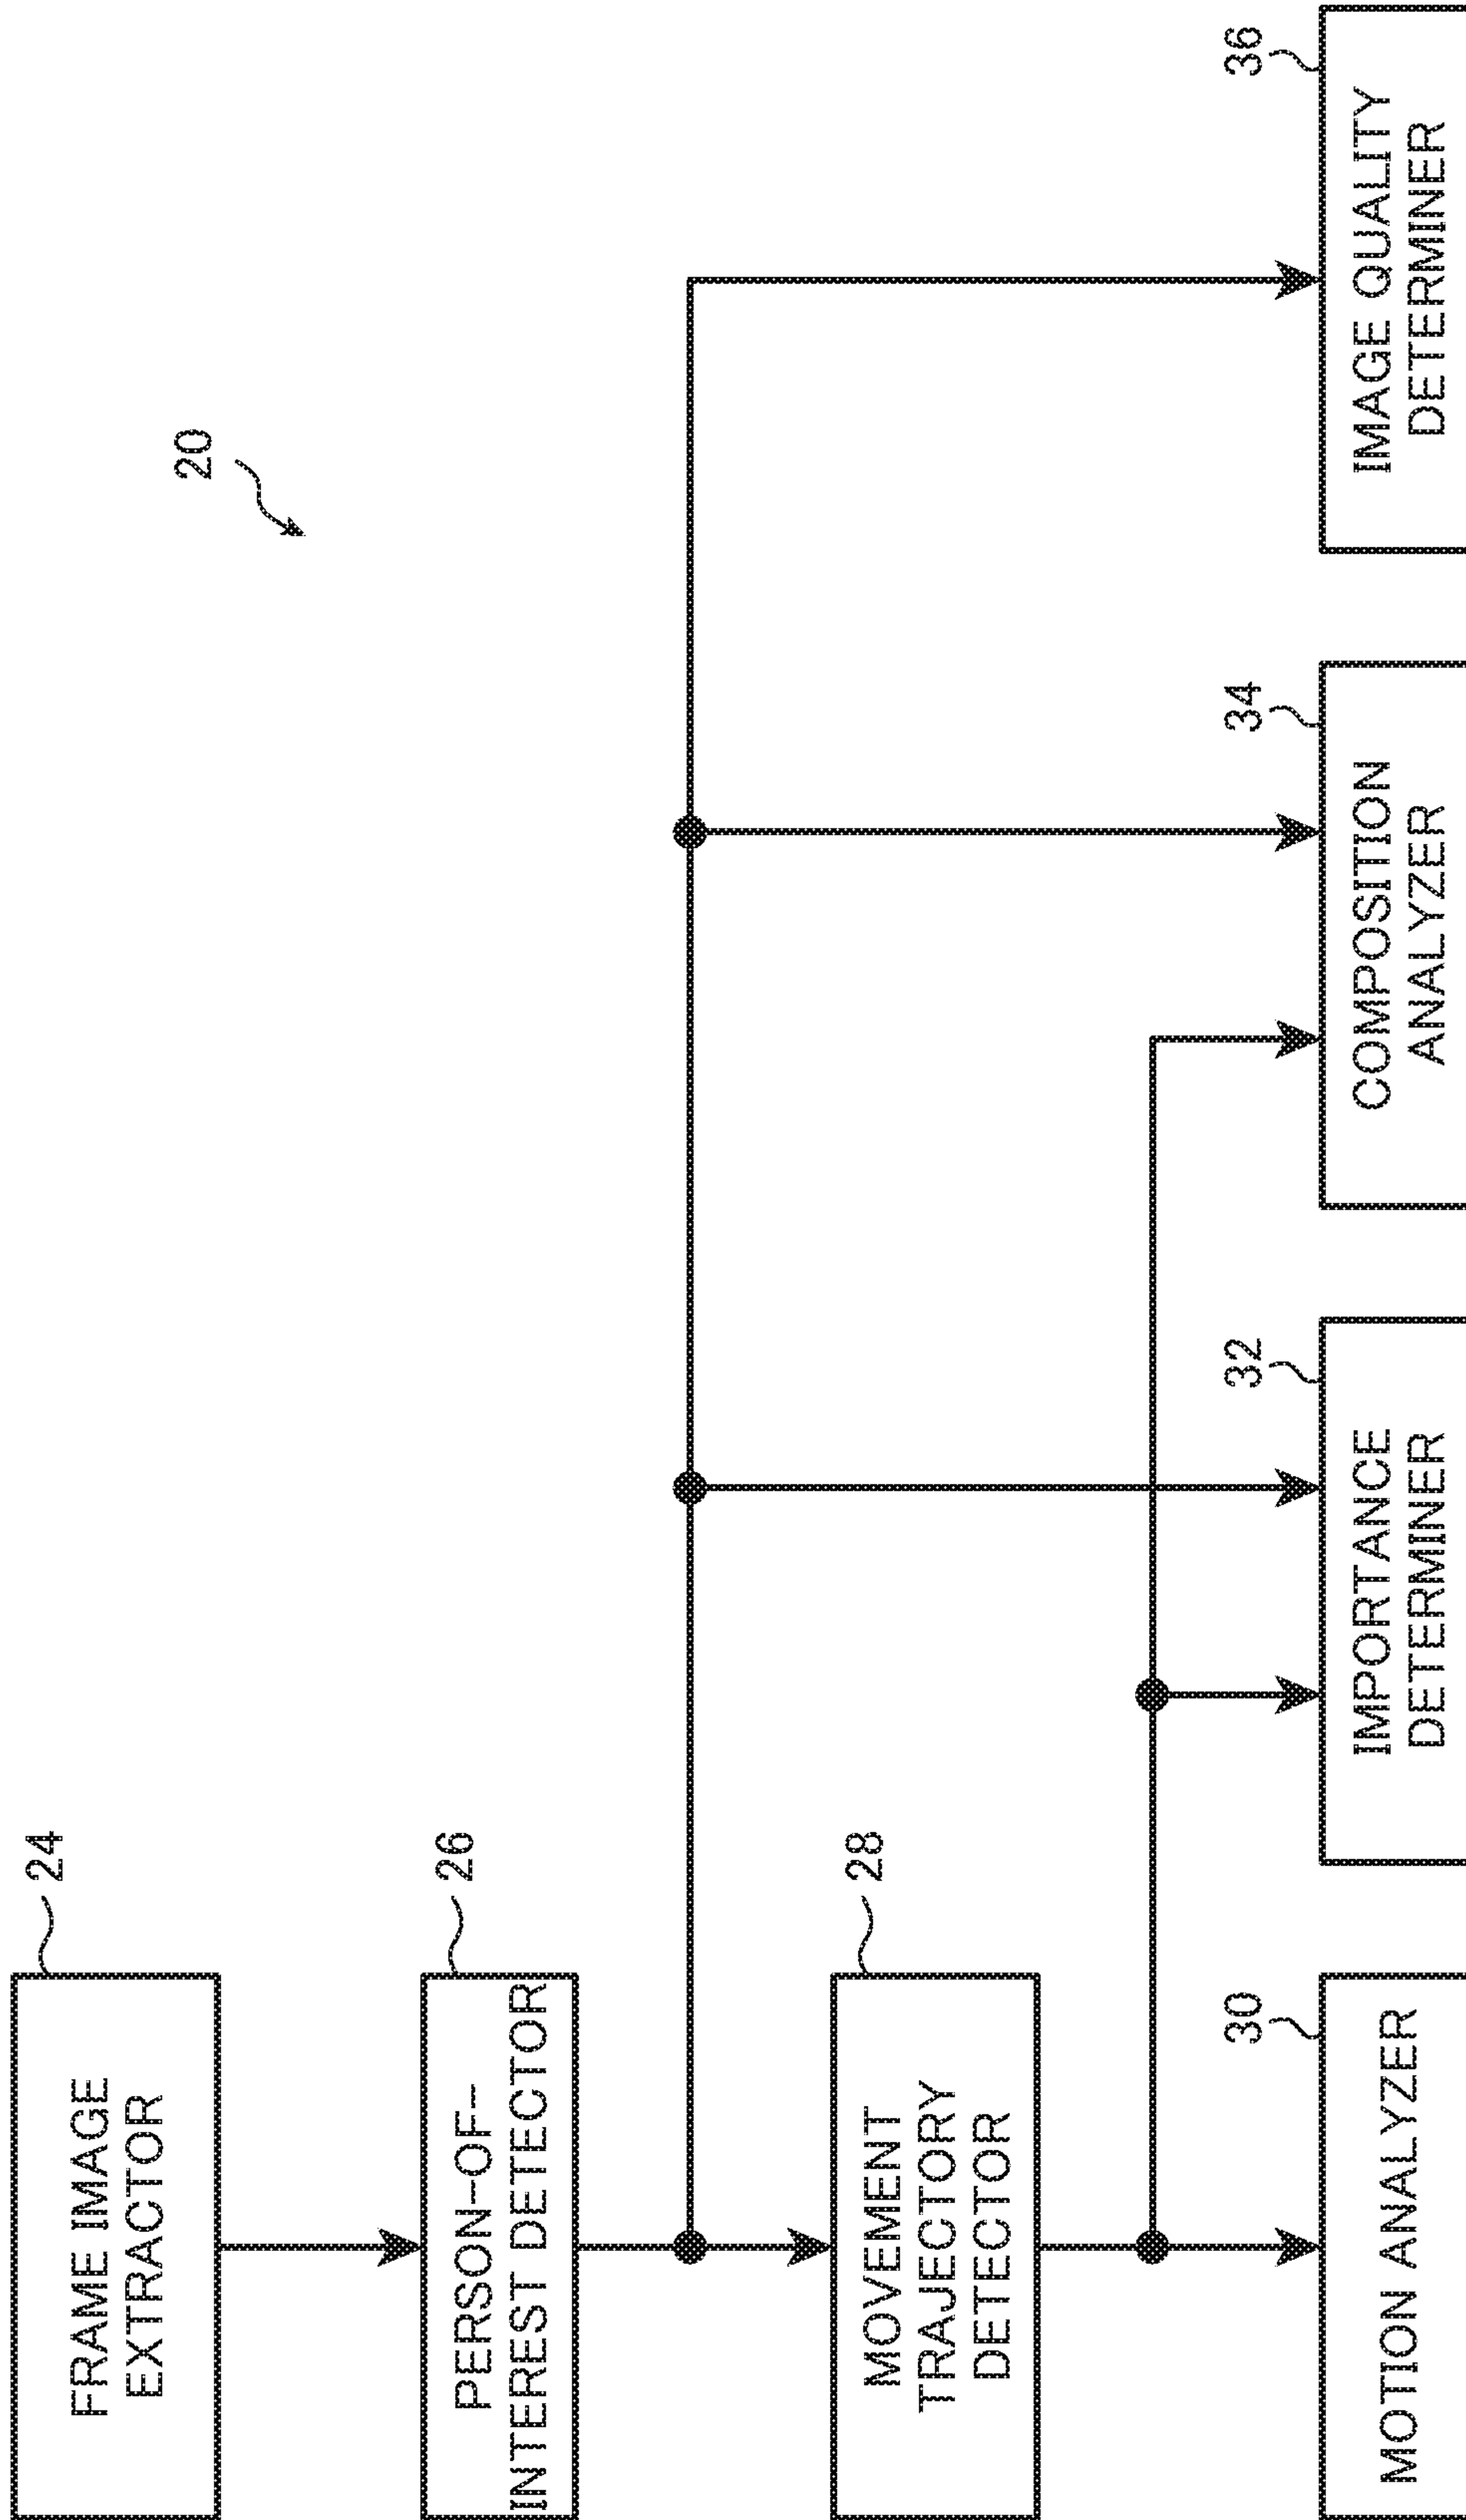 20
24
FRAME IMAGE
EXTRACTOR
26
PERSON-OF-
INTEREST DETECTOR
28
MOVEMENT
TRAJECTORY
DETECTOR
30
MOTION ANALYZER
32
IMPORTANCE
DETERMINER
34
COMPOSITION
ANALYZER
36
IMAGE QUALITY
DETERMINER